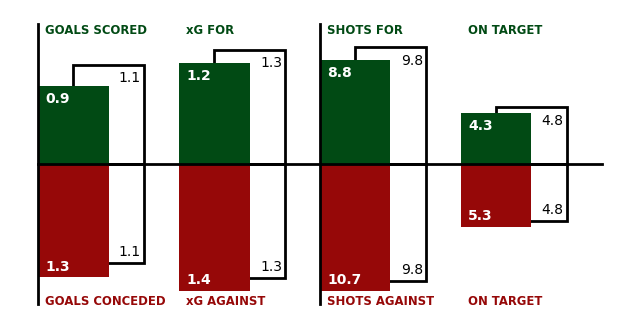 GOALS SCORED xG FOR SHOTS FOR ON TARGET
1.1 1.3 9.8
0.9 1.2 8.8
4.3 4.8
1.3 1.1 1.4 1.3 10.7 9.8 5.3 4.8
GOALS CONCEDED xG AGAINST SHOTS AGAINST ON TARGET